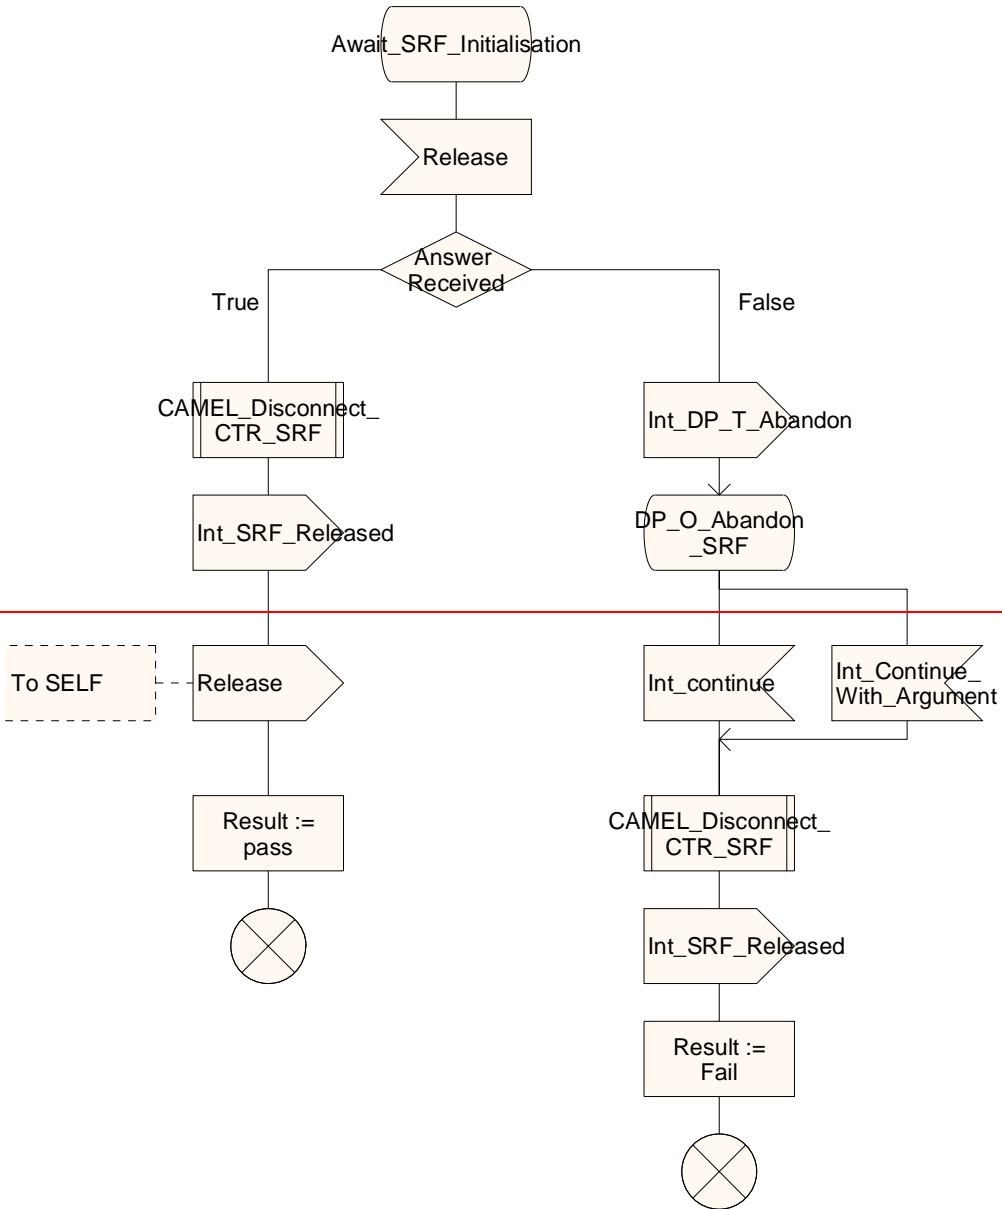 Await_SRF_Initialisation
Release
Answer
Received
True
False
CAMEL_Disconnect_
CTR_SRF
Int_DP_T_Abandon
Int_SRF_Released
DP_O_Abandon
_SRF
To SELF
Release
Int_continue
Int_Continue_
With_Argument
Result :=
pass
CAMEL_Disconnect_
CTR_SRF
Int_SRF_Released
Result :=
Fail